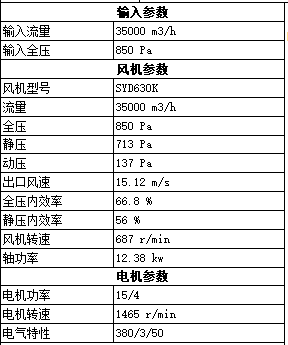 输入参数
输入流量 35000 m3/h
输入全压 850 Pa
风机参数
风机型号 SYD630K
流量 35000 m3/h
全压 850 Pa
静压 713 Pa
动压 137 Pa
出口风速 15.12 m/s
全压内效率 66.8 %
静压内效率 56 %
风机转速 687 r/min
轴功率 12.38 kw
电机参数
电机功率 15/4
电机转速 1465 r/min
电气特性 380/3/50